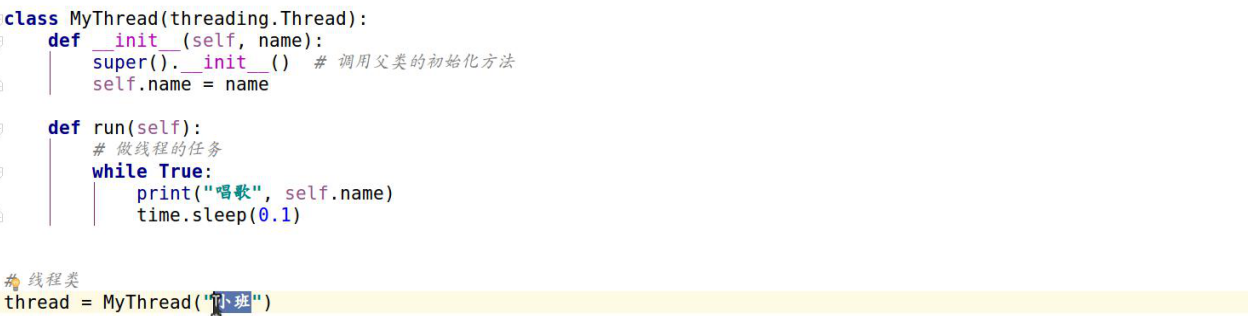 class MyThread(threading.Thread):
    def __init__(self, name):
        super().__init__()  # 调用父类的初始化方法
        self.name = name
    def run(self):
        # 做线程的任务
        while True:
            print("唱歌", self.name)
            time.sleep(0.1)
# 线程类
thread = MyThread("小班")